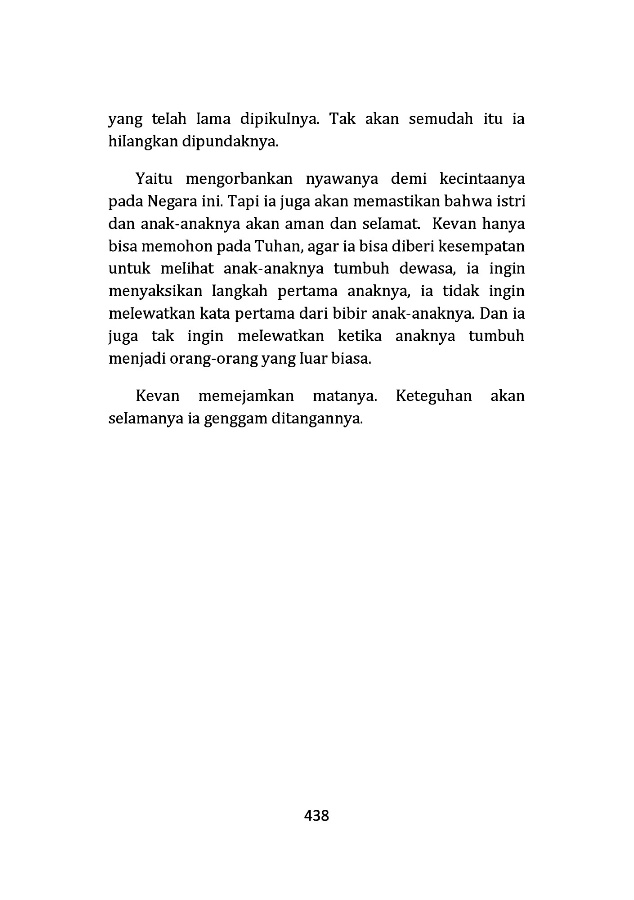 yang telah lama dipikulnya. Tak akan semudah itu ia
hilangkan dipundaknya.
Yaitu mengorbankan nyawanya demi kecintaanya
pada Negara ini. Tapi ia juga akan memastikan bahwa istri
dan anak-anaknya akan aman dan selamat. Kevan hanya
bisa memohon pada Tuhan, agar ia bisa diberi kesempatan
untuk melihat anak-anaknya tumbuh dewasa, ia ingin
menyaksikan langkah pertama anaknya, ia tidak ingin
melewatkan kata pertama dari bibir anak-anaknya. Dan ia
juga tak ingin melewatkan ketika anaknya tumbuh
menjadi orang-orang yang luar biasa.
Kevan memejamkan matanya. Keteguhan akan
selamanya ia genggam ditangannya.
438